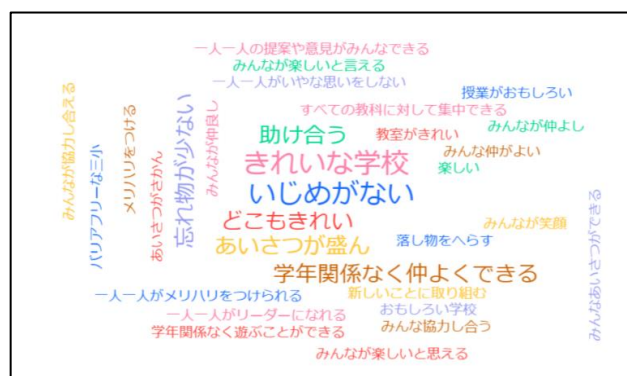 一人一人の提案や意見がみんなできる
みんなが楽しいと言える
一人一人がいやな思いをしない
授業がおもしろい
すべての教科に対して集中できる
助け合う
教室がきれい
みんなが仲よし
きれいな学校
みんな仲がよい
楽しい
いじめがない
どこもきれい
みんなが笑顔
あいさつが盛ん
落し物をへらす
学年関係なく仲よくできる
一人一人がメリハリをつけられる
新しいことに取り組む
一人一人がリーダーになれる
おもしろい学校
学年関係なく遊ぶことができる
みんな協力し合う
みんなが楽しいと思える
みんなが協力し合える
バリアフリーな三小
メリハリをつける
あいさつがさかん
忘れ物が少ない
みんなが仲良し
みんなあいさつができる